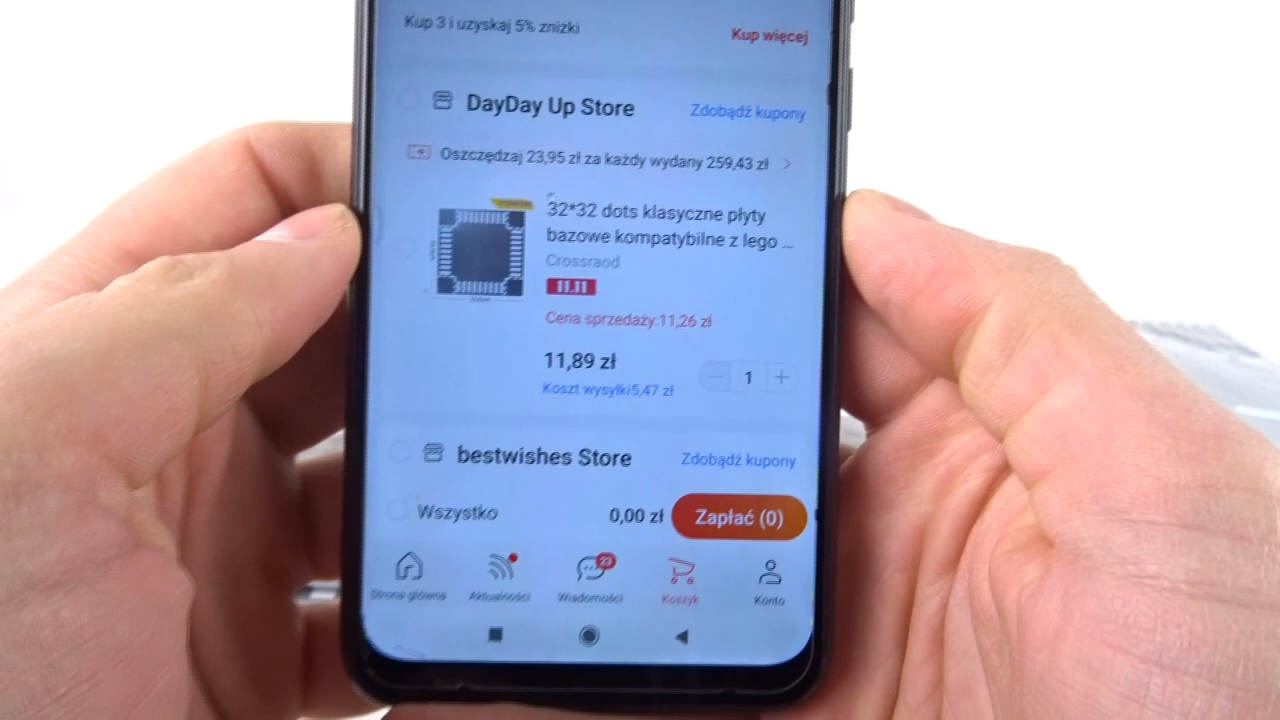 Kup 3 i uzyskaj 5% zniżki
Kup więcej
DayDay Up Store
Zdobądź kupony
Oszczędzaj 23,95 zł za każdy wydany 259,43 zł
32*32 dots klasyczne płyty
bazowe kompatybilne z lego ...
Crossraod
11.11
Cena sprzedaży:11,26 zł
11,89 zł
1
Koszt wysyłki5,47 zł
bestwishes Store
Zdobądź kupony
Wszystko
0,00 zł
Zapłać (0)
Strona główna
Aktualności
Wiadomości
Koszyk
Konto